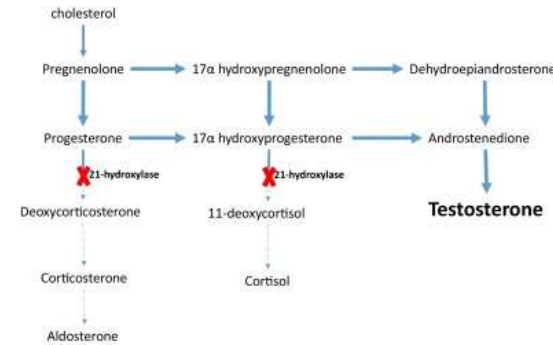 cholesterol
Pregnenolone 17α hydroxypregnenolone Dehydroepiandrosterone
Progesterone 17α hydroxyprogesterone Androstenedione
21-hydroxylase 21-hydroxylase
Deoxycorticosterone 11-deoxycortisol Testosterone
Corticosterone Cortisol
Aldosterone